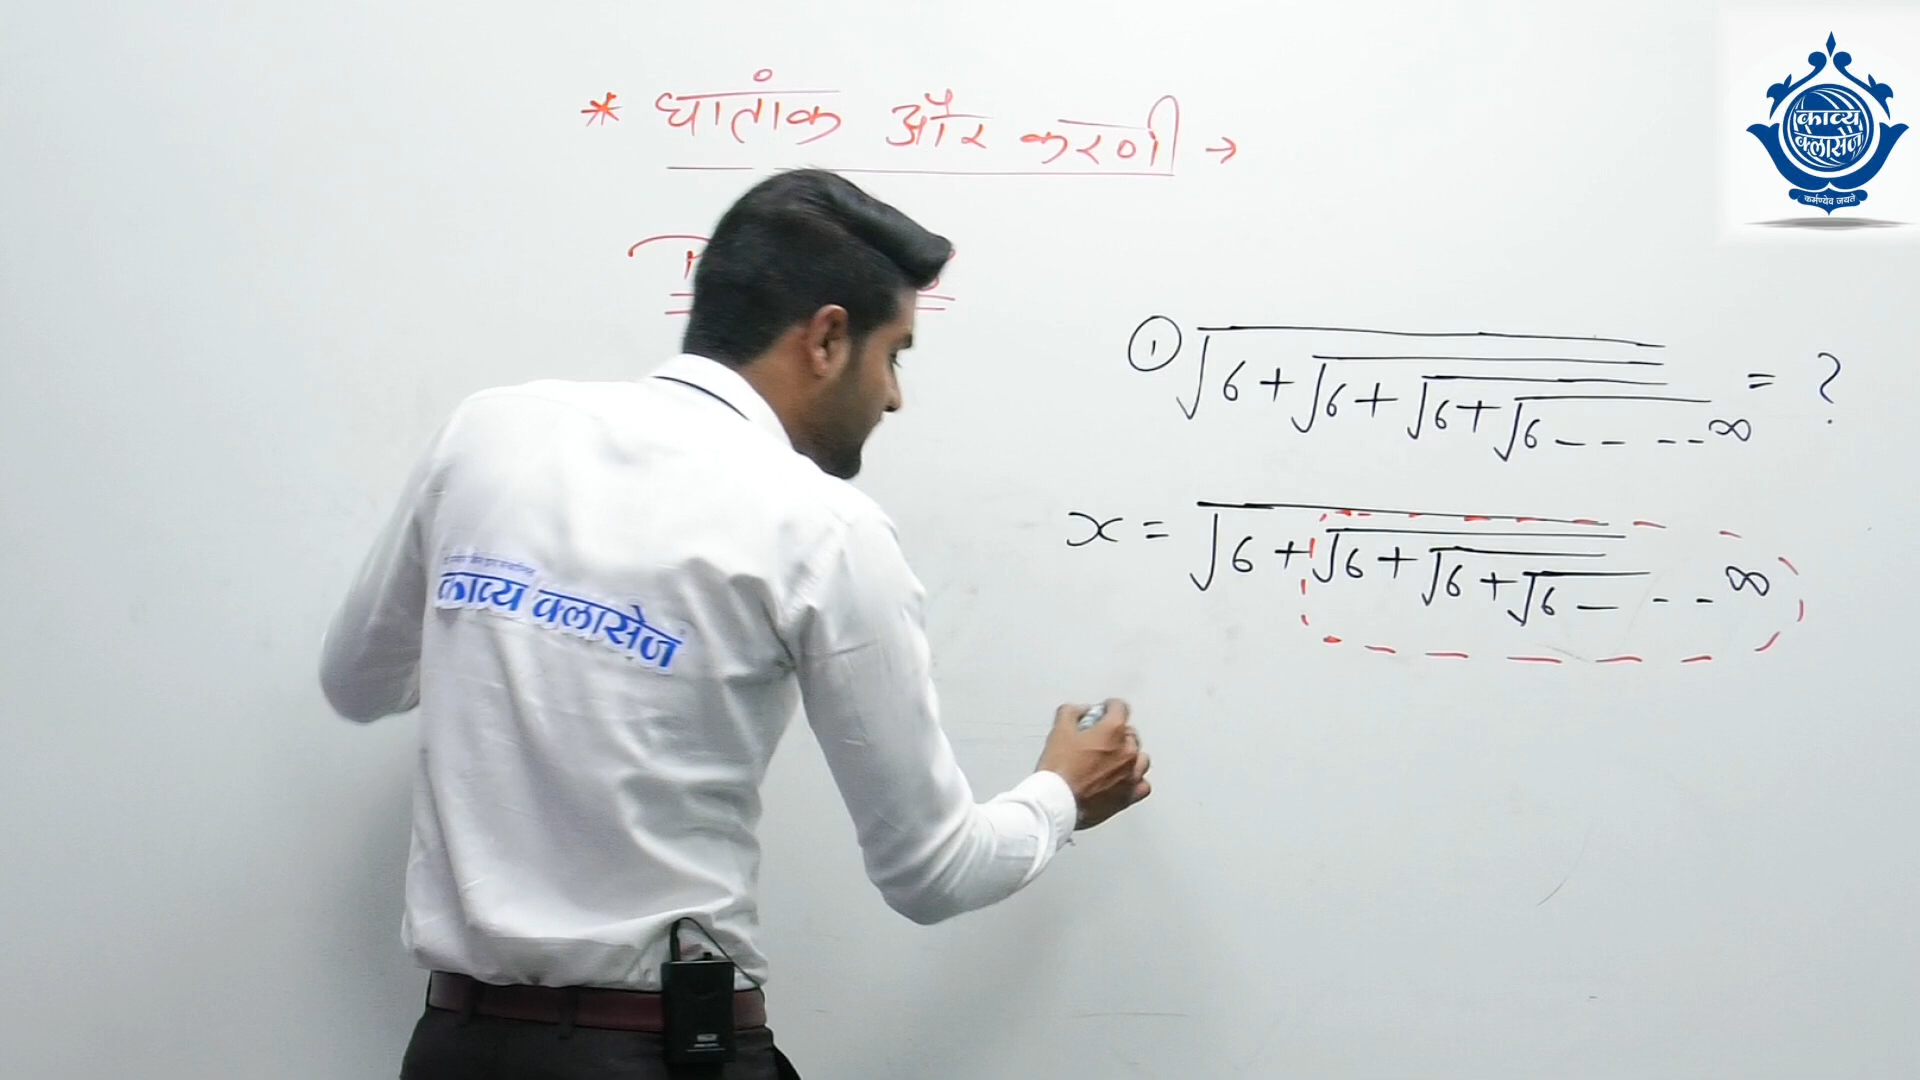 * घातांक और करणी →
① √6+√6+√6+√6 - - - - ∞ = ?
x = √6+√6+√6+√6 - - - ∞
काव्य क्लासेज
काव्य
क्लासेज
कर्मण्येव जयते